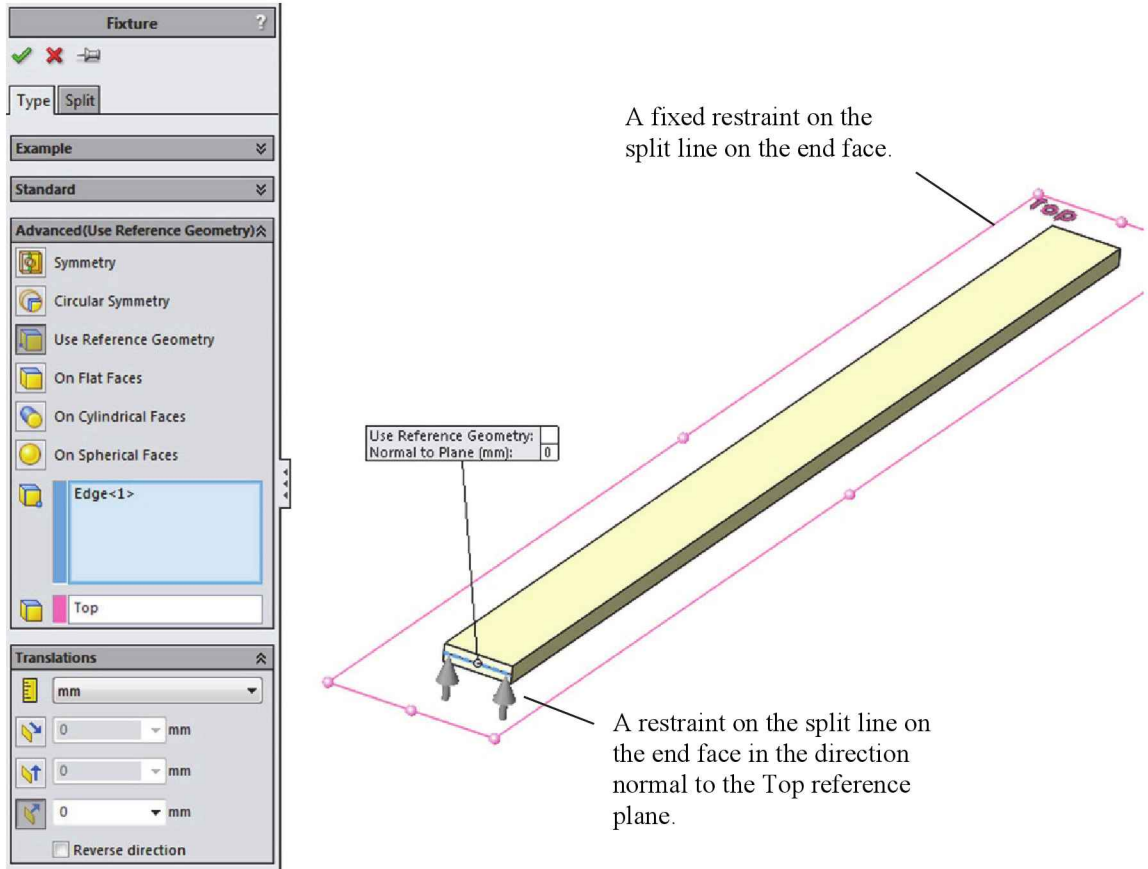 Fixture ?
Type Split
Example
Standard
Advanced(Use Reference Geometry)
Symmetry
Circular Symmetry
Use Reference Geometry
On Flat Faces
On Cylindrical Faces
On Spherical Faces
Edge<1>
Top
Translations
mm
0 mm
0 mm
0 mm
Reverse direction
A fixed restraint on the
split line on the end face.
Top
Use Reference Geometry:
Normal to Plane (mm): 0
A restraint on the split line on
the end face in the direction
normal to the Top reference
plane.